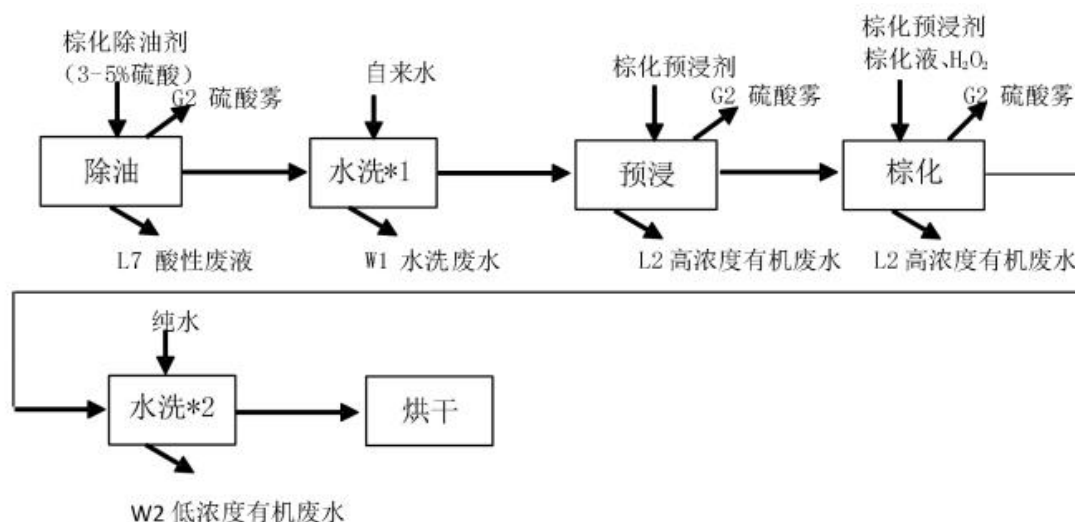 棕化除油剂
（3-5%硫酸）
G2 硫酸雾
除油
L7 酸性废液
自来水
水洗*1
W1 水洗废水
棕化预浸剂
G2 硫酸雾
预浸
L2 高浓度有机废水
棕化预浸剂
棕化液、H₂O₂
G2 硫酸雾
棕化
L2 高浓度有机废水
纯水
水洗*2
W2 低浓度有机废水
烘干